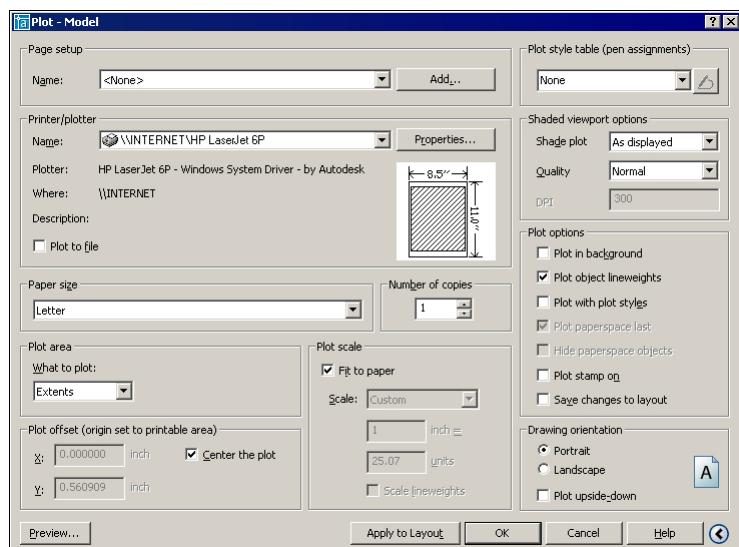 Plot - Model
Page setup
Name: <None> Add...
Plot style table (pen assignments)
None
Printer/plotter
Name: \\INTERNET\HP LaserJet 6P Properties...
Plotter: HP LaserJet 6P - Windows System Driver - by Autodesk
Where: \\INTERNET
Description:
Plot to file
8.5''
11.0''
Shaded viewport options
Shade plot As displayed
Quality Normal
DPI 300
Paper size
Letter
Number of copies
1
Plot options
Plot in background
Plot object lineweights
Plot with plot styles
Plot paperspace last
Hide paperspace objects
Plot stamp on
Save changes to layout
Plot area
What to plot:
Extents
Plot scale
Fit to paper
Scale: Custom
1 inch =
25.07 units
Scale lineweights
Plot offset (origin set to printable area)
X: 0.000000 inch Center the plot
Y: 0.560909 inch
Drawing orientation
Portrait
Landscape
Plot upside-down
A
Preview... Apply to Layout OK Cancel Help